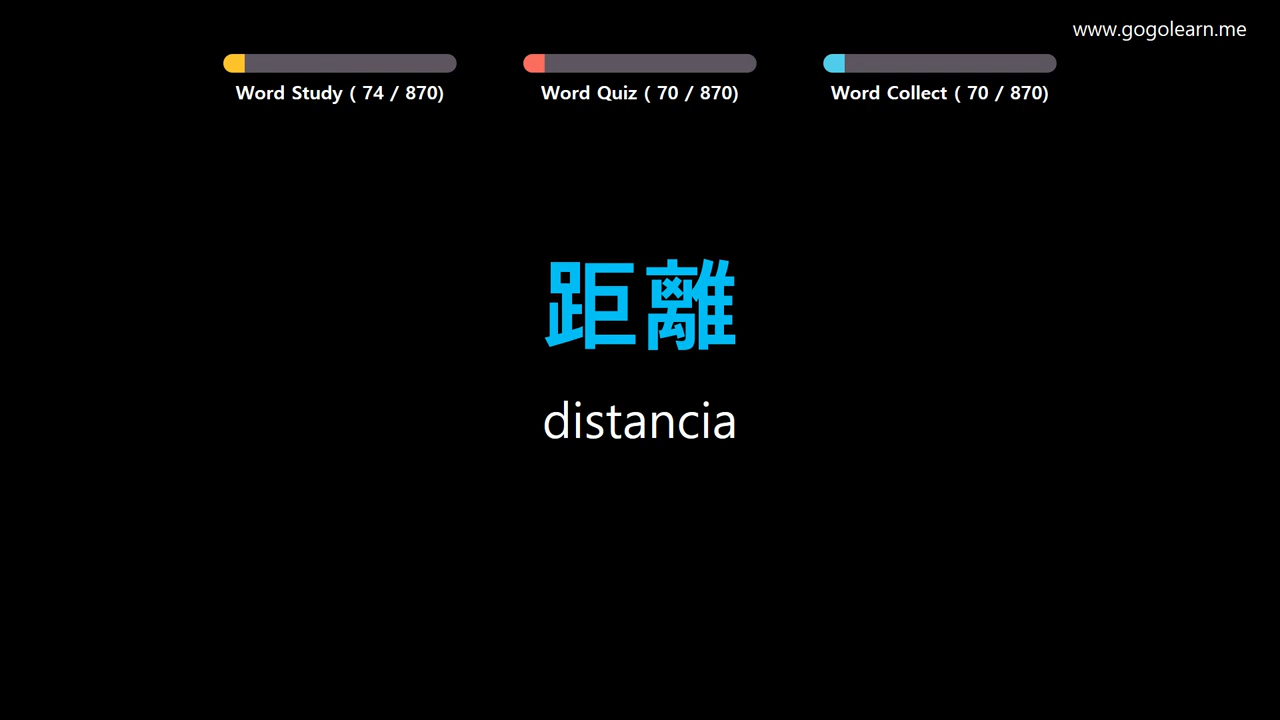 www.gogolearn.me
Word Study ( 74 / 870)
Word Quiz ( 70 / 870)
Word Collect ( 70 / 870)
距離
distancia